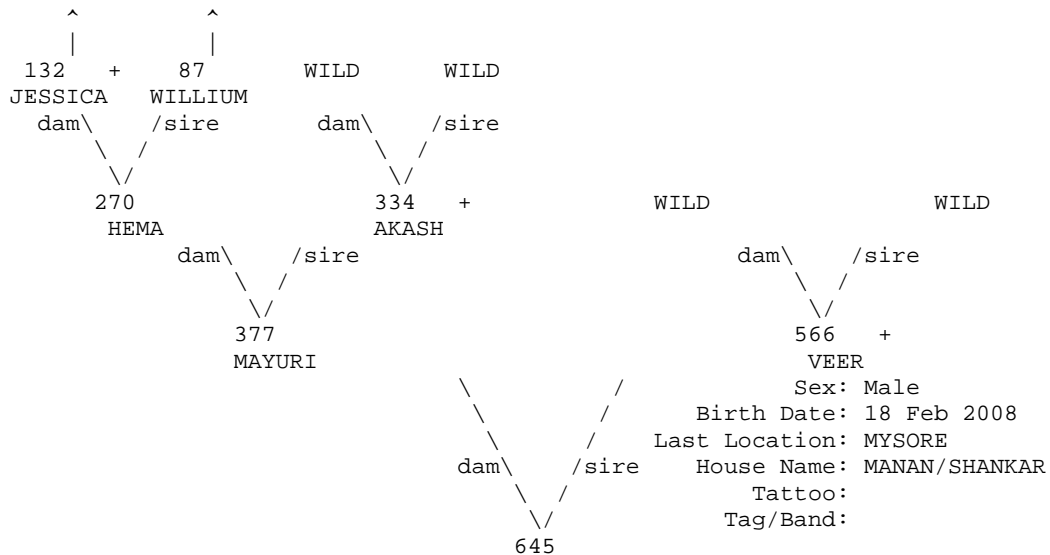 ^ ^
| |
132 + 87 WILD WILD
JESSICA WILLIUM
dam\ /sire dam\ /sire
\ / \ /
\/ \/
270 334 + WILD WILD
HEMA AKASH
dam\ /sire dam\ /sire
\ / \ /
\/ \/
377 566 +
MAYURI VEER
\ / Sex: Male
\ / Birth Date: 18 Feb 2008
\ / Last Location: MYSORE
dam\ /sire House Name: MANAN/SHANKAR
\ / Tattoo:
\/ Tag/Band:
645